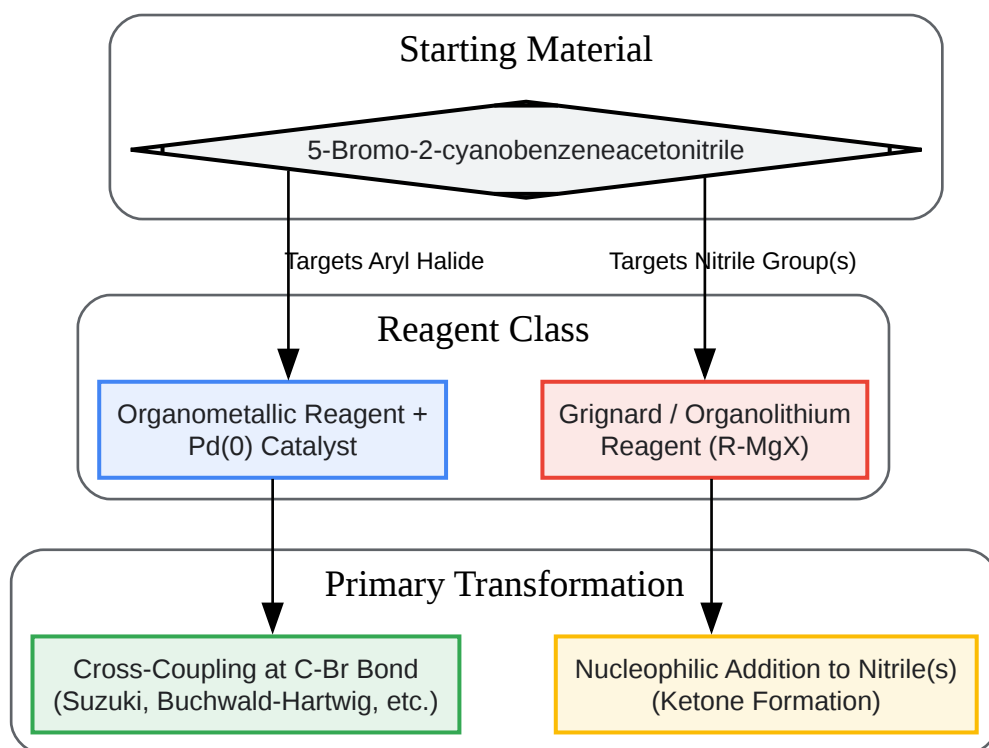 Starting Material
5-Bromo-2-cyanobenzeneacetonitrile
Targets Aryl Halide
Targets Nitrile Group(s)
Reagent Class
Organometallic Reagent +
Pd(0) Catalyst
Grignard / Organolithium
Reagent (R-MgX)
Primary Transformation
Cross-Coupling at C-Br Bond
(Suzuki, Buchwald-Hartwig, etc.)
Nucleophilic Addition to Nitrile(s)
(Ketone Formation)